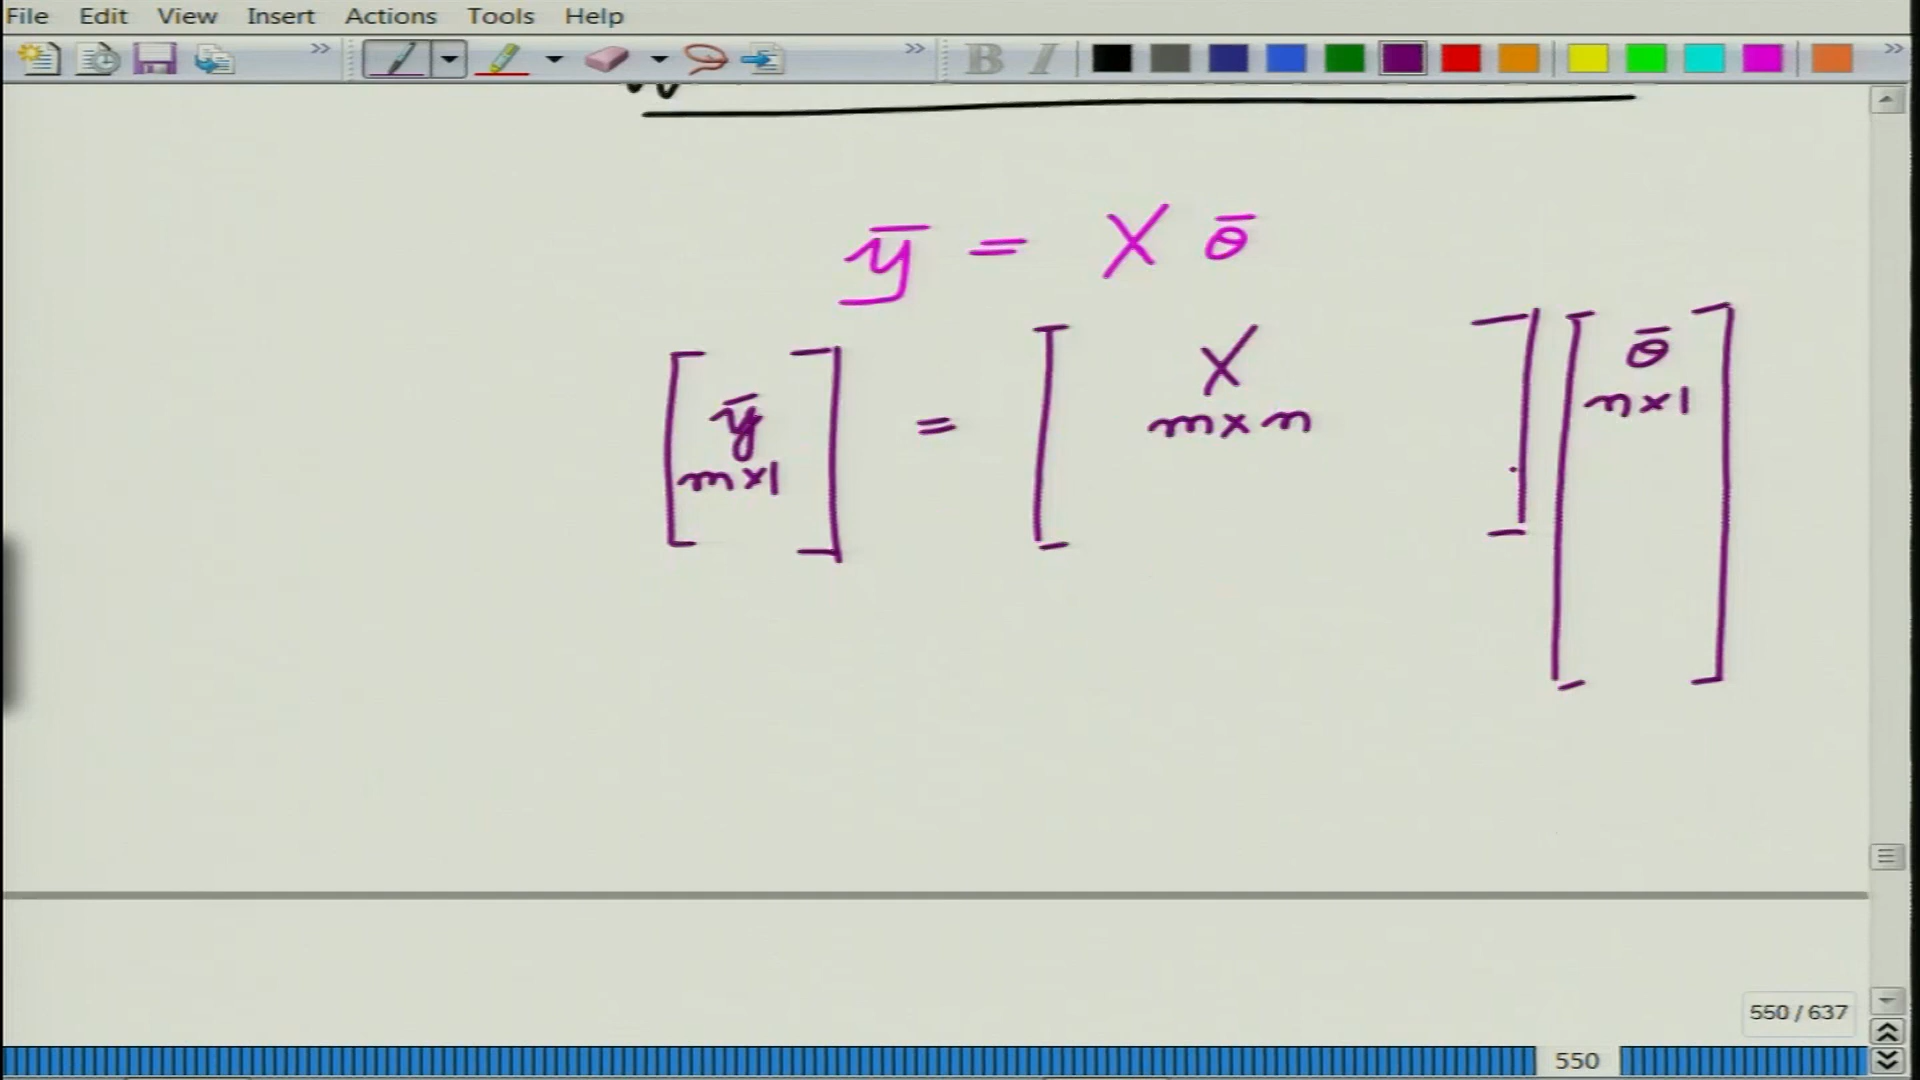 File Edit View Insert Actions Tools Help
B I
ȳ = X θ̄
[ ȳ m×1 ] = [ X m×n ] [ θ̄ n×1 ]
550 / 637
550